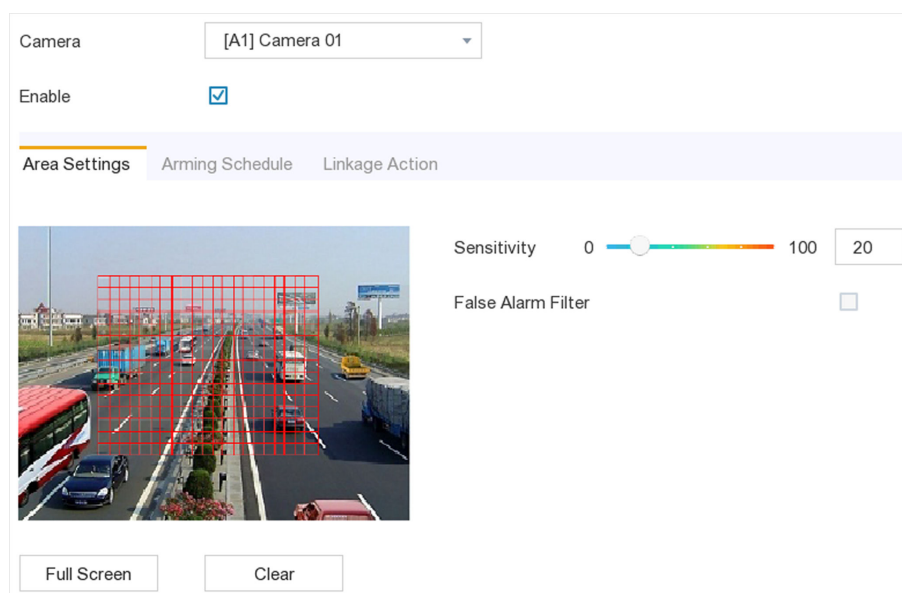 Camera [A1] Camera 01
Enable
Area Settings Arming Schedule Linkage Action
Sensitivity 0 100 20
False Alarm Filter
Full Screen Clear